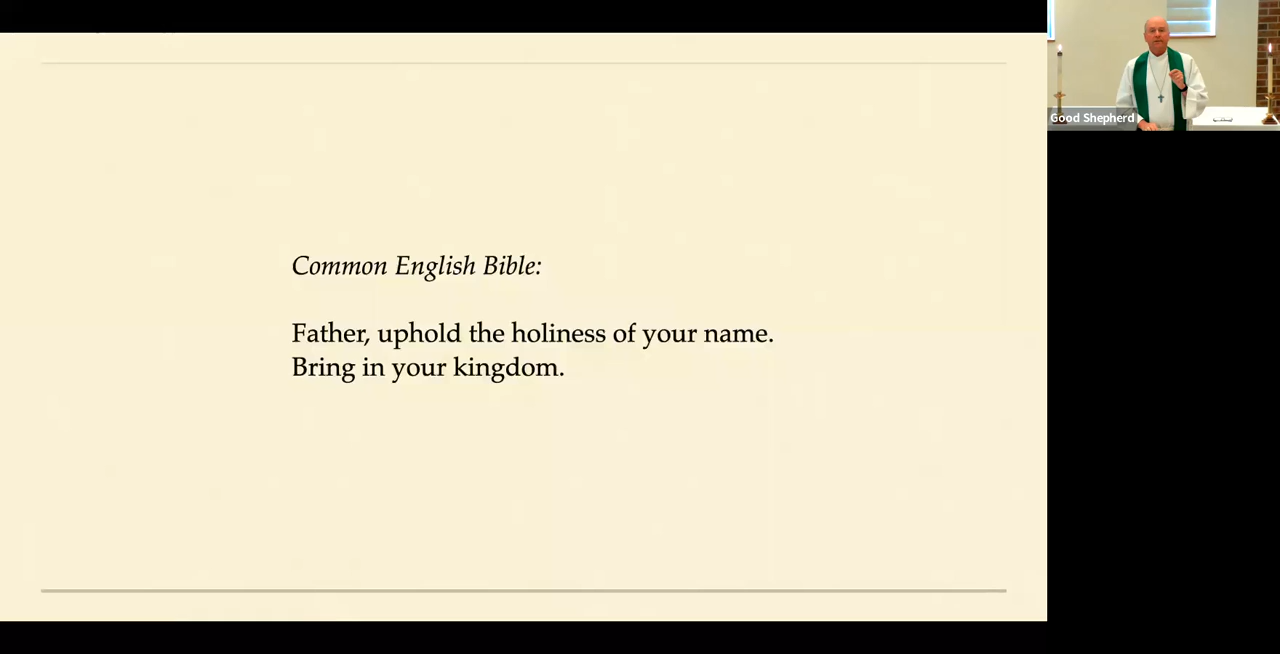 Common English Bible:
Father, uphold the holiness of your name.
Bring in your kingdom.
Good Shepherd